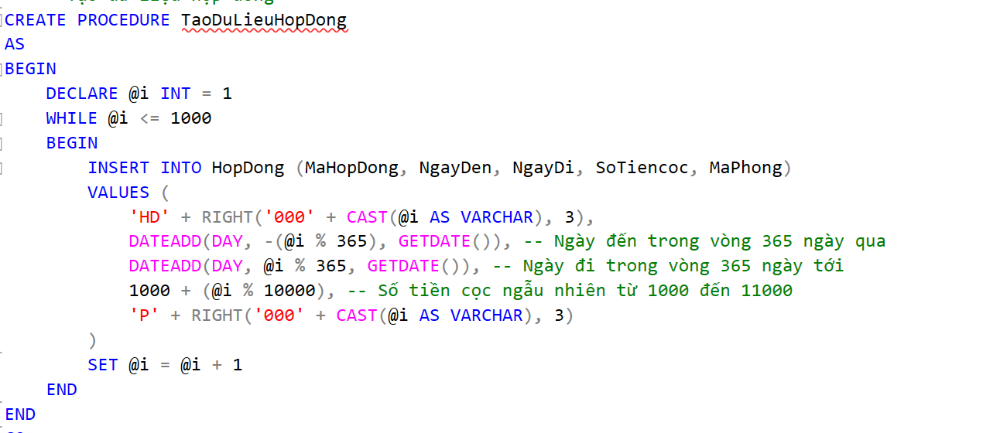 CREATE PROCEDURE TaoDuLieuHopDong
AS
BEGIN
    DECLARE @i INT = 1
    WHILE @i <= 1000
    BEGIN
        INSERT INTO HopDong (MaHopDong, NgayDen, NgayDi, SoTiencoc, MaPhong)
        VALUES (
            'HD' + RIGHT('000' + CAST(@i AS VARCHAR), 3),
            DATEADD(DAY, -(@i % 365), GETDATE()), -- Ngày đến trong vòng 365 ngày qua
            DATEADD(DAY, @i % 365, GETDATE()), -- Ngày đi trong vòng 365 ngày tới
            1000 + (@i % 10000), -- Số tiền cọc ngẫu nhiên từ 1000 đến 11000
            'P' + RIGHT('000' + CAST(@i AS VARCHAR), 3)
        )
        SET @i = @i + 1
    END
END